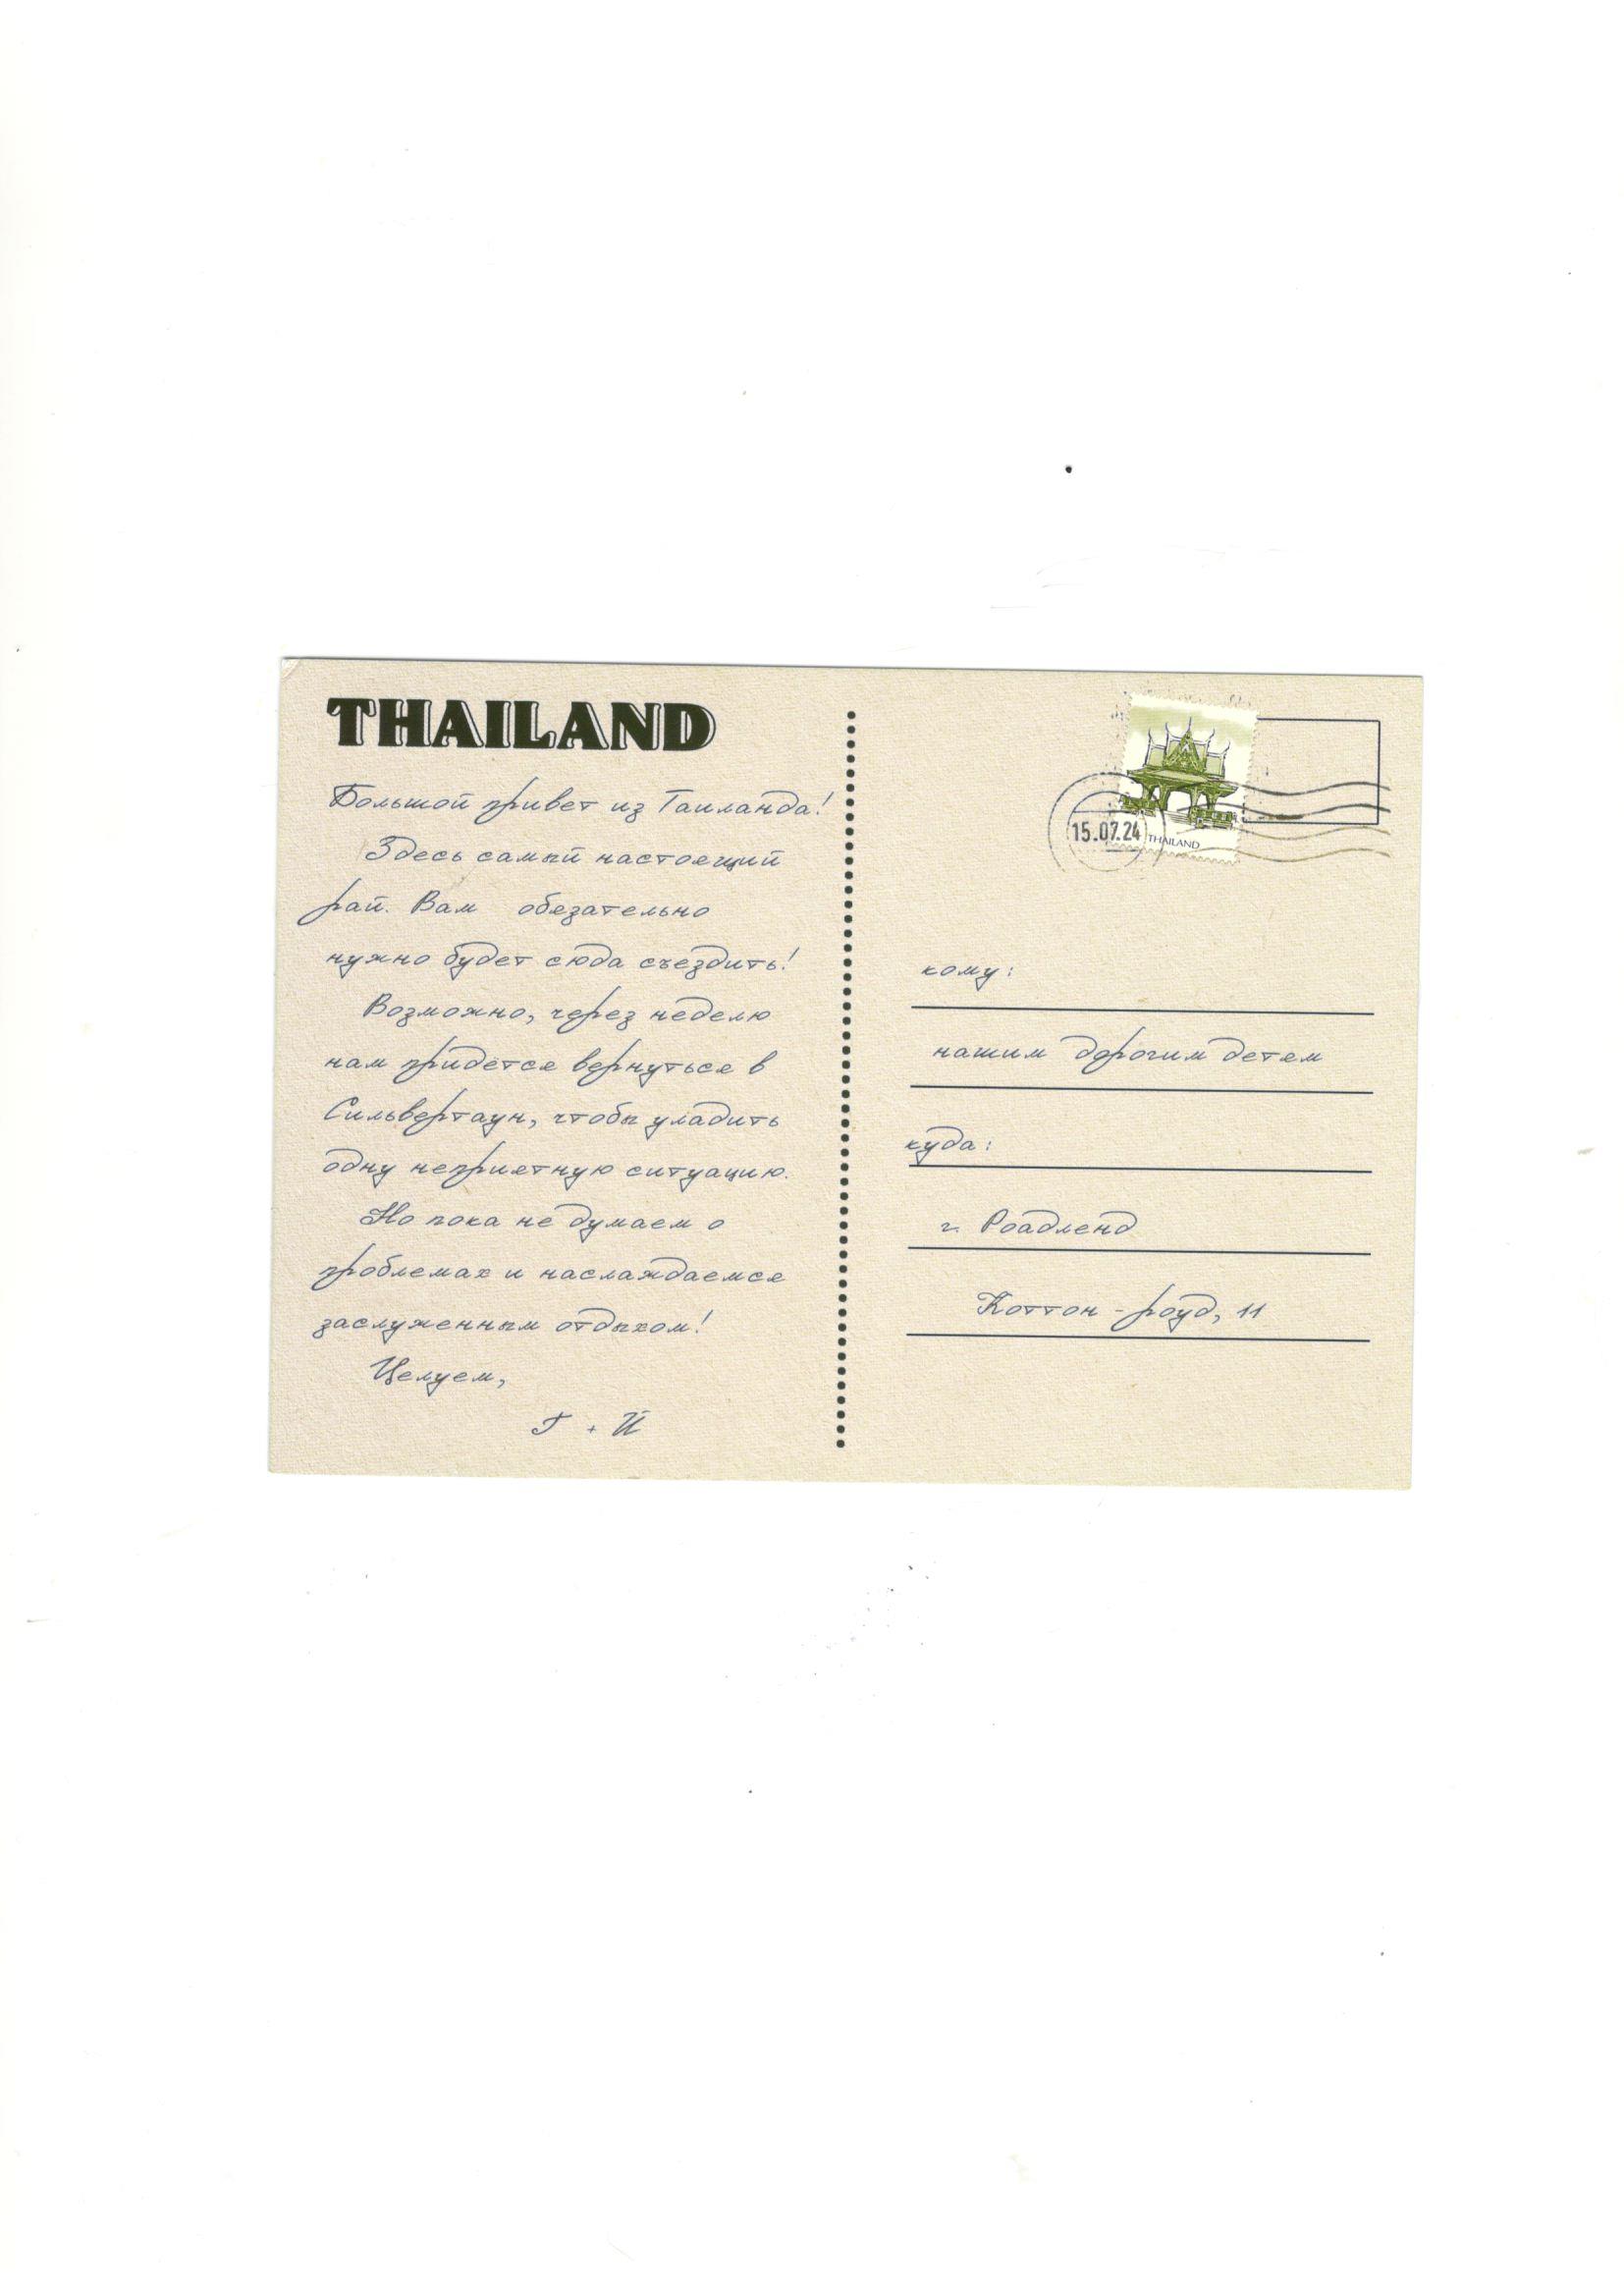 THAILAND
Большой привет из Таиланда!
Здесь самый настоящий
рай. Вам обязательно
нужно будет сюда съездить!
Возможно, через неделю
нам придётся вернуться в
Сильвертаун, чтобы уладить
одну неприятную ситуацию.
Но пока не думаем о
проблемах и наслаждаемся
заслуженным отдыхом!
Целуем,
Г + Й
15.07.24
THAILAND
кому:
нашим дорогим детям
куда:
г. Роадленд
Коттон-роуд, 11